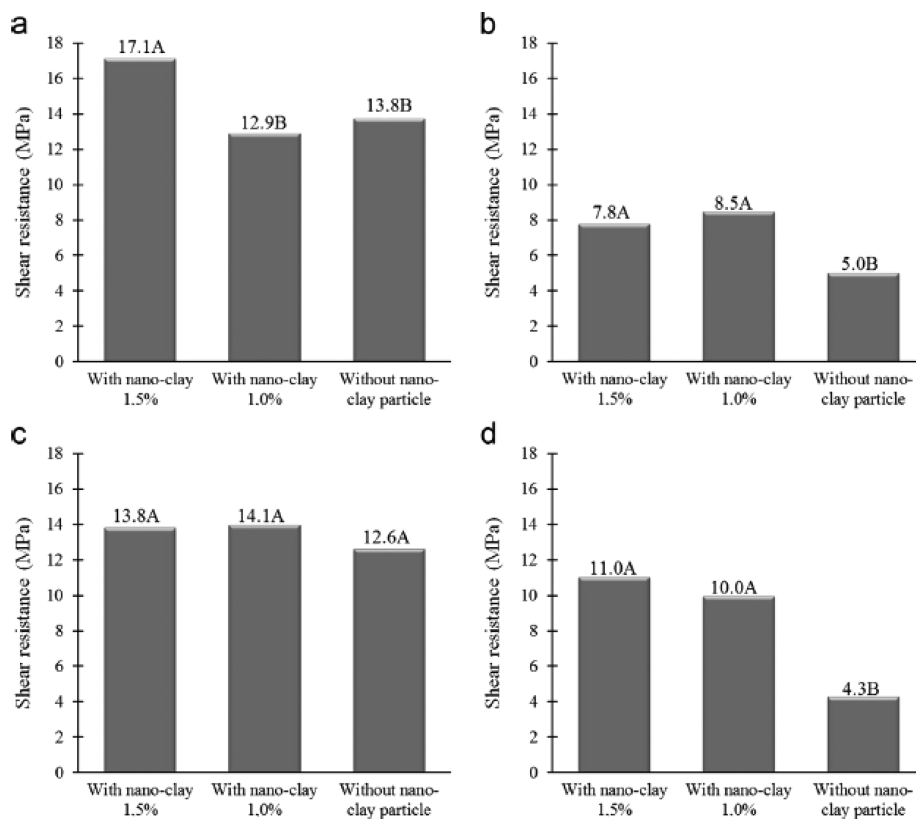 a
Shear resistance (MPa)
18
16
14
12
10
8
6
4
2
0
17.1A
12.9B
13.8B
With nano-clay
1.5%
With nano-clay
1.0%
Without nano-
clay particle
b
Shear resistance (MPa)
18
16
14
12
10
8
6
4
2
0
7.8A
8.5A
5.0B
With nano-clay
1.5%
With nano-clay
1.0%
Without nano-
clay particle
c
Shear resistance (MPa)
18
16
14
12
10
8
6
4
2
0
13.8A
14.1A
12.6A
With nano-clay
1.5%
With nano-clay
1.0%
Without nano-
clay particle
d
Shear resistance (MPa)
18
16
14
12
10
8
6
4
2
0
11.0A
10.0A
4.3B
With nano-clay
1.5%
With nano-clay
1.0%
Without nano-
clay particle